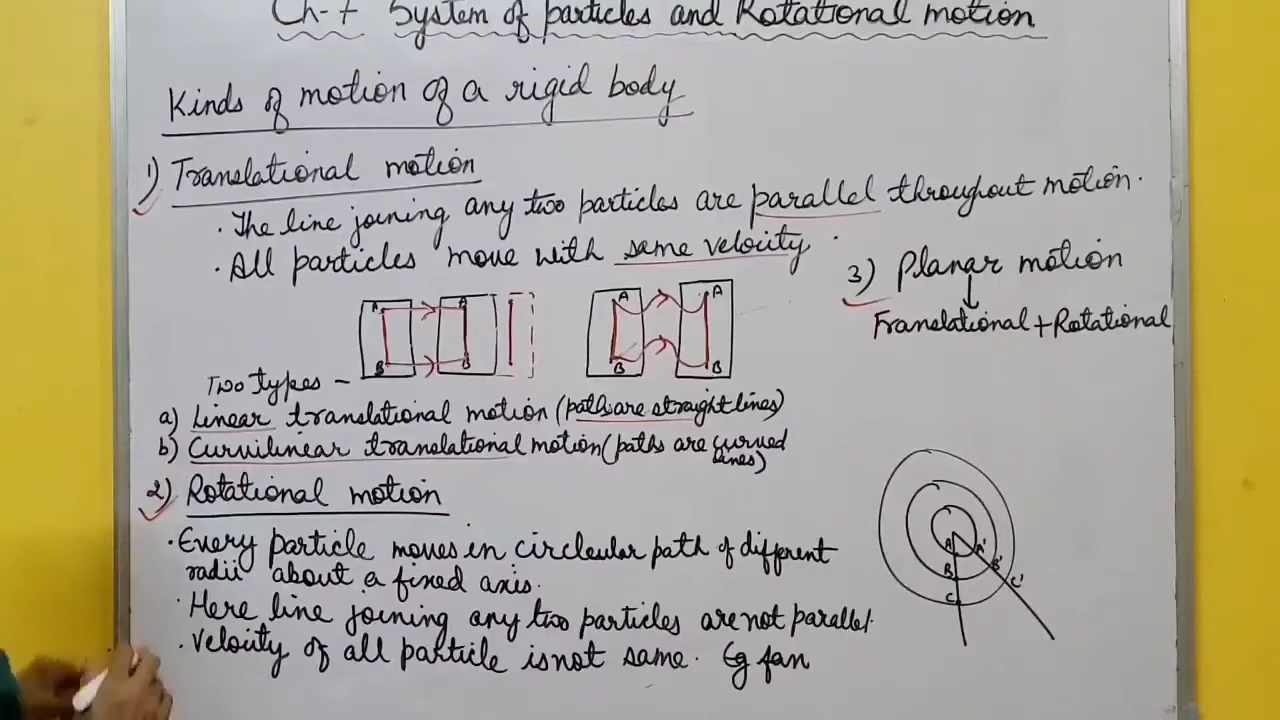 Ch-7 System of particles and Rotational motion
Kinds of motion of a rigid body
1) Translational motion
· The line joining any two particles are parallel throughout motion.
· All particles move with same velocity.
3) Planar motion
Translational + Rotational
A A A A
B B B B
Two types -
a) Linear translational motion (paths are straight lines)
b) Curvilinear translational motion (paths are curved
lines)
2) Rotational motion
· Every particle moves in circular path of different
radii about a fixed axis.
· Here line joining any two particles are not parallel.
· Velocity of all particle is not same. Eg fan
A A'
B B'
C C'